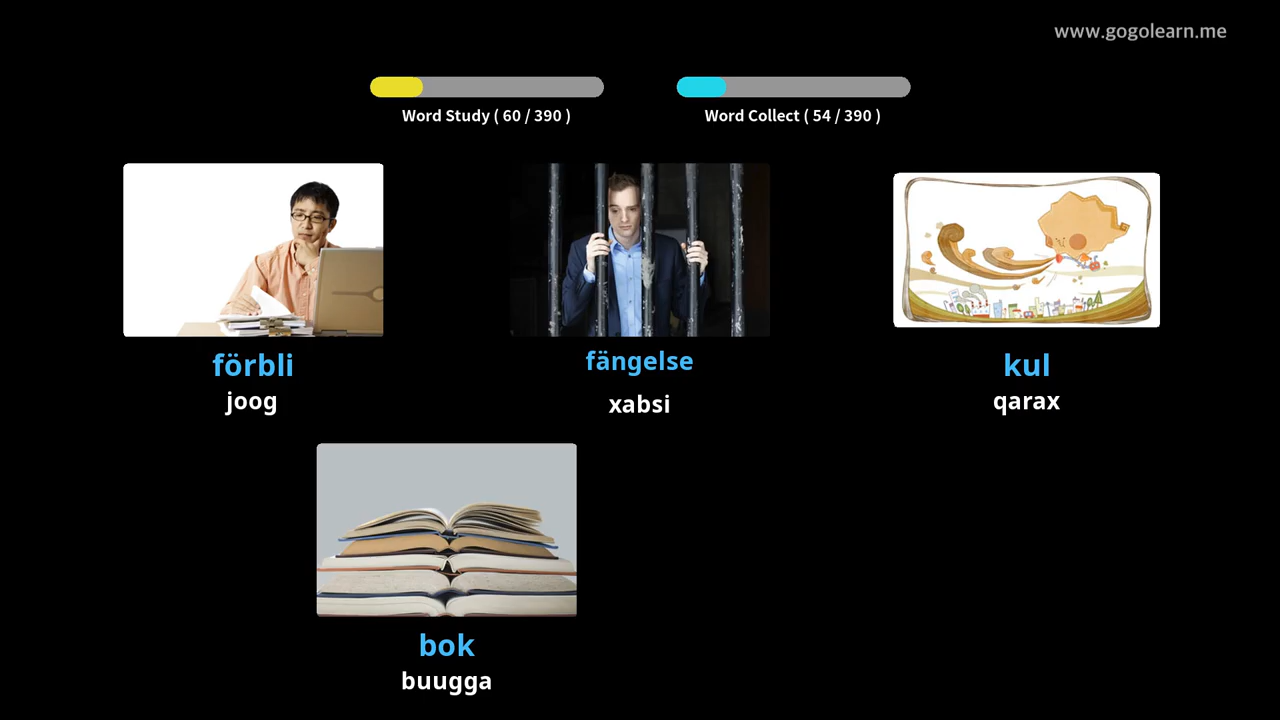 www.gogolearn.me
Word Study ( 60 / 390 )
Word Collect ( 54 / 390 )
förbli
joog
fängelse
xabsi
kul
qarax
bok
buugga